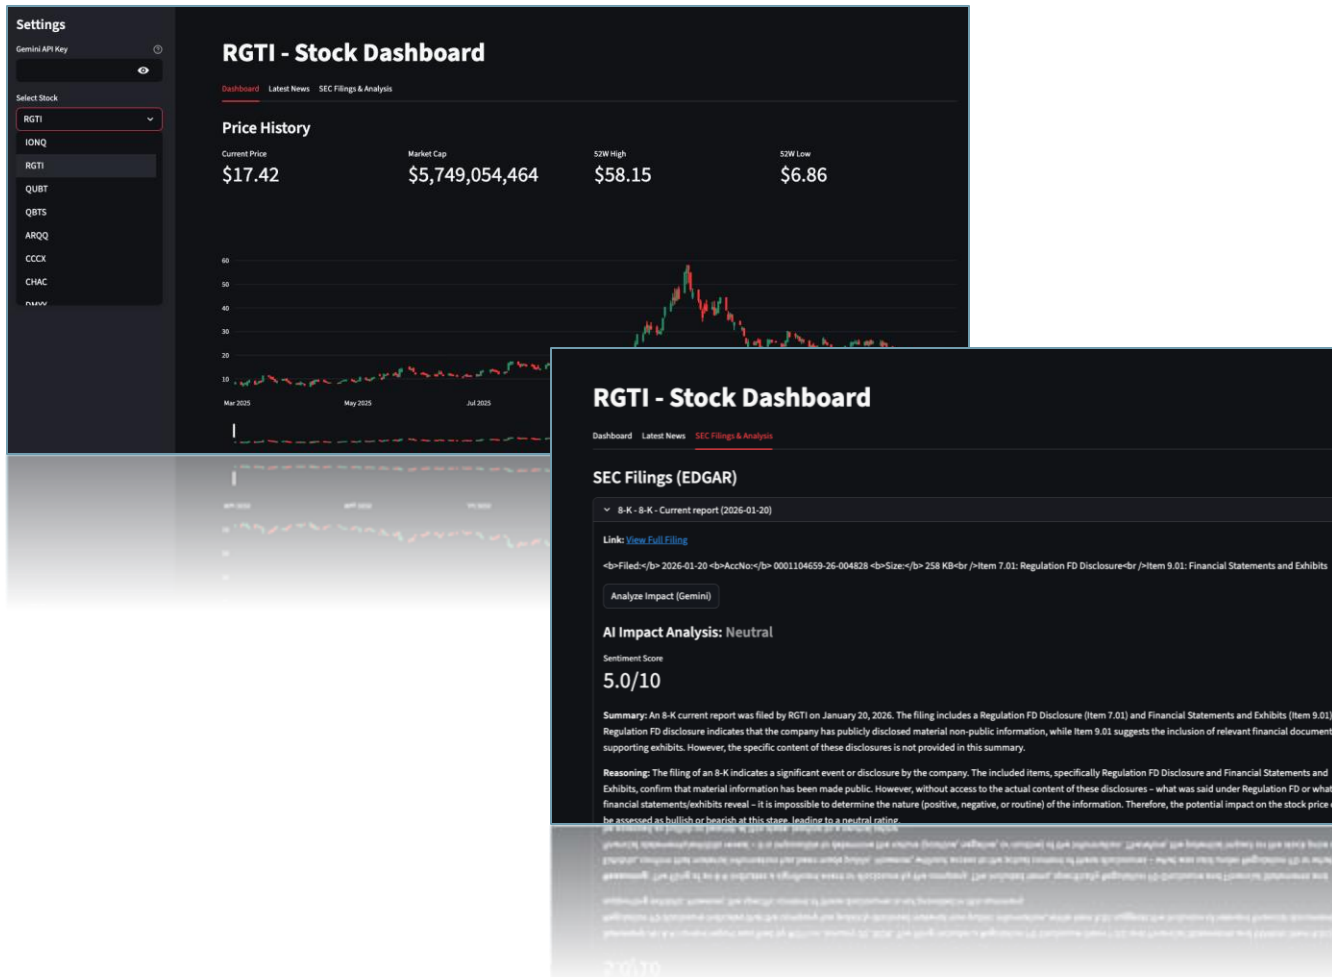 Settings
Gemini API Key
Select Stock
RGTI
IONQ
RGTI
QUBT
QBTS
ARQQ
CCCX
CHAC
RGTI - Stock Dashboard
Dashboard Latest News SEC Filings & Analysis
Price History
Current Price Market Cap 52W High 52W Low
$17.42 $5,749,054,464 $58.15 $6.86
60
50
40
30
20
10
Mar 2025 May 2025 Jul 2025
RGTI - Stock Dashboard
Dashboard Latest News SEC Filings & Analysis
SEC Filings (EDGAR)
8-K - 8-K - Current report (2026-01-20)
Link: View Full Filing
<b>Filed:</b> 2026-01-20 <b>AccNo:</b> 0001104659-26-004828 <b>Size:</b> 258 KB<br />Item 7.01: Regulation FD Disclosure<br />Item 9.01: Financial Statements and Exhibits
Analyze Impact (Gemini)
AI Impact Analysis: Neutral
Sentiment Score
5.0/10
Summary: An 8-K current report was filed by RGTI on January 20, 2026. The filing includes a Regulation FD Disclosure (Item 7.01) and Financial Statements and Exhibits (Item 9.01)
Regulation FD disclosure indicates that the company has publicly disclosed material non-public information, while Item 9.01 suggests the inclusion of relevant financial document
supporting exhibits. However, the specific content of these disclosures is not provided in this summary.
Reasoning: The filing of an 8-K indicates a significant event or disclosure by the company. The included items, specifically Regulation FD Disclosure and Financial Statements and
Exhibits, confirm that material information has been made public. However, without access to the actual content of these disclosures – what was said under Regulation FD or what
financial statements/exhibits reveal – it is impossible to determine the nature (positive, negative, or routine) of the information. Therefore, the potential impact on the stock price
be assessed as bullish or bearish at this stage, leading to a neutral rating.